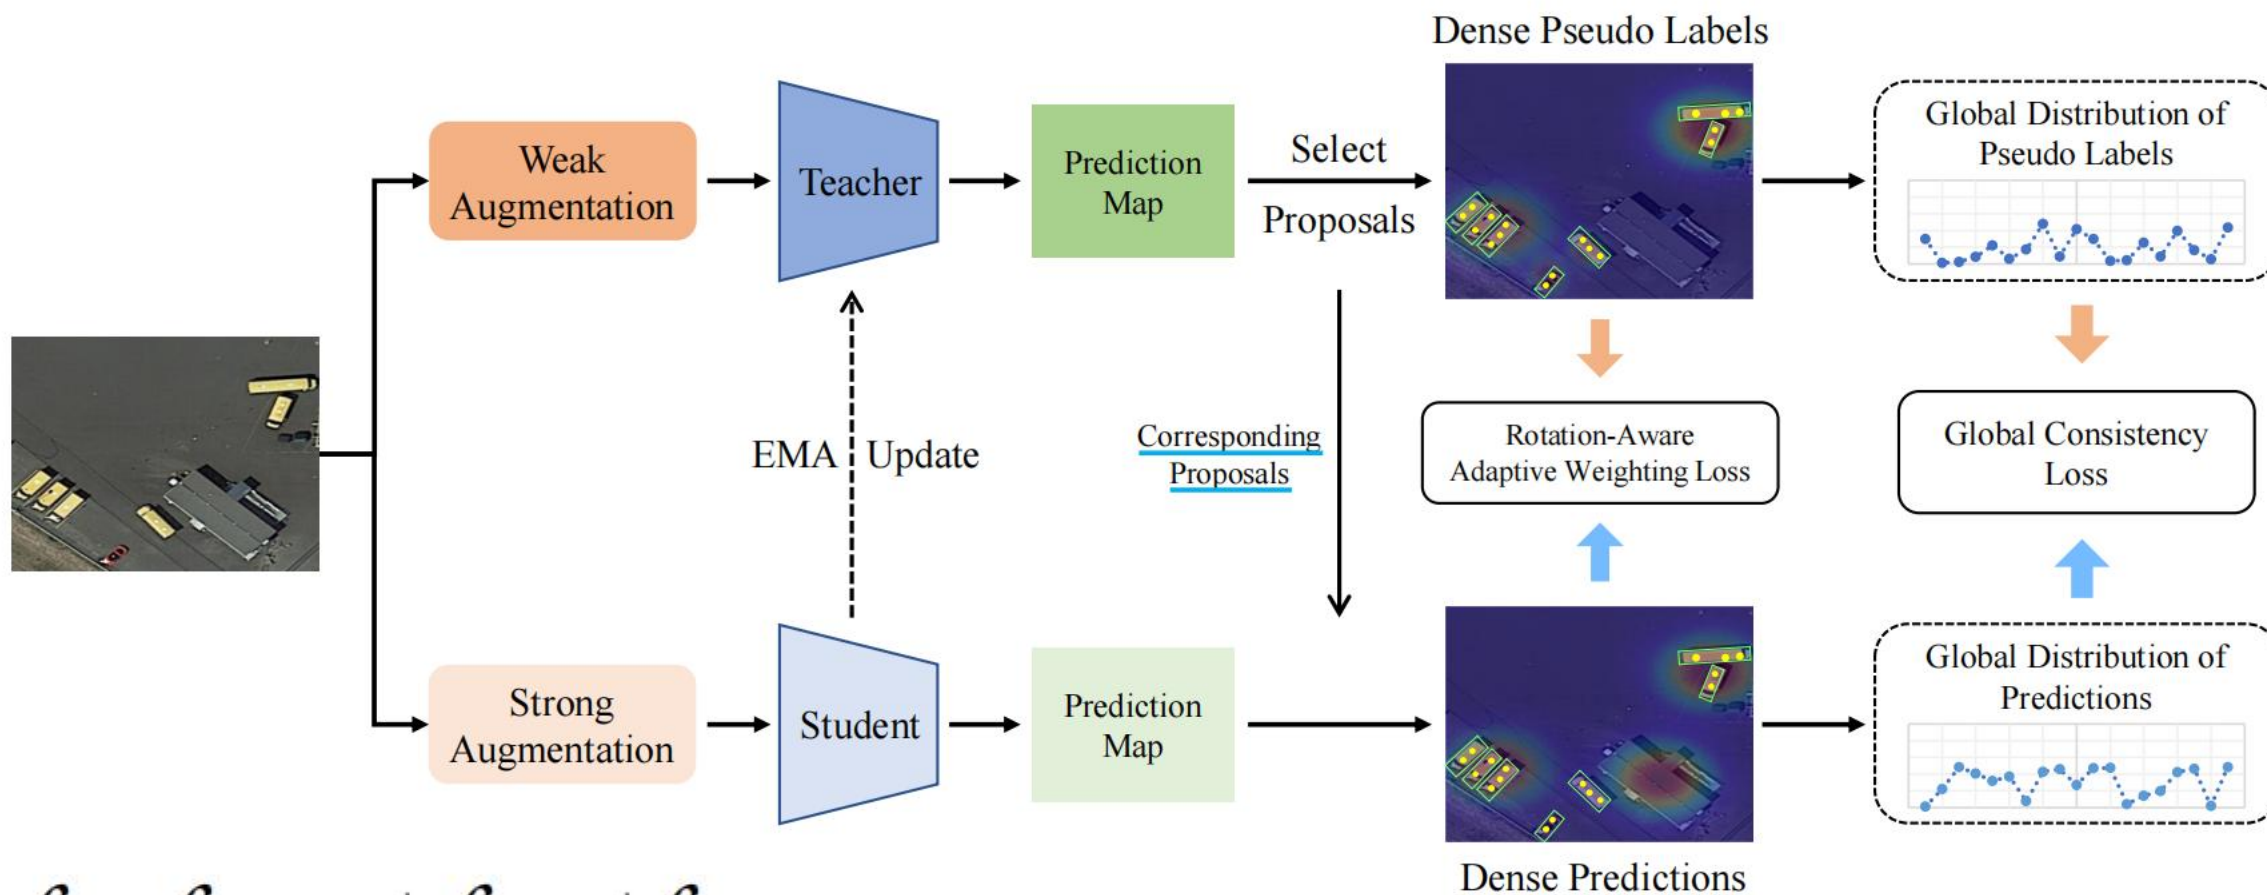 Dense Pseudo Labels
Weak
Augmentation
Teacher
Prediction
Map
Select
Proposals
Global Distribution of
Pseudo Labels
EMA Update
Corresponding
Proposals
Rotation-Aware
Adaptive Weighting Loss
Global Consistency
Loss
Strong
Augmentation
Student
Prediction
Map
Global Distribution of
Predictions
Dense Predictions